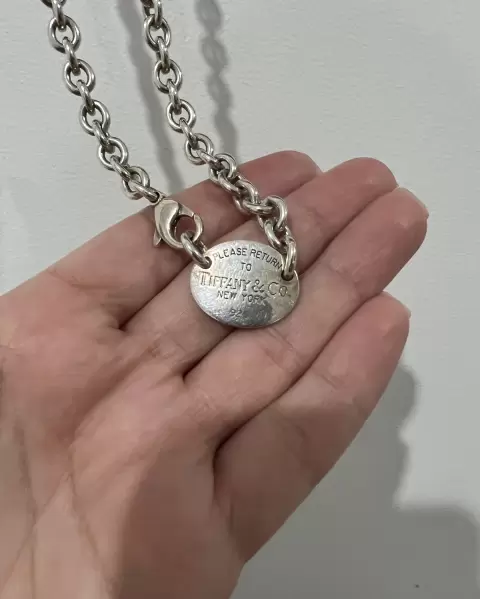 PLEASE RETURN
TO
TIFFANY & CO.
NEW YORK